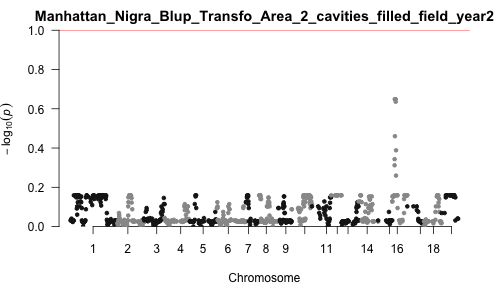 Manhattan_Nigra_Blup_Transfo_Area_2_cavities_filled_field_year2
1.0
0.8
0.6
0.4
0.2
0.0
− log10(p)
1 2 3 4 5 6 7 8 9 11 14 16 18
Chromosome